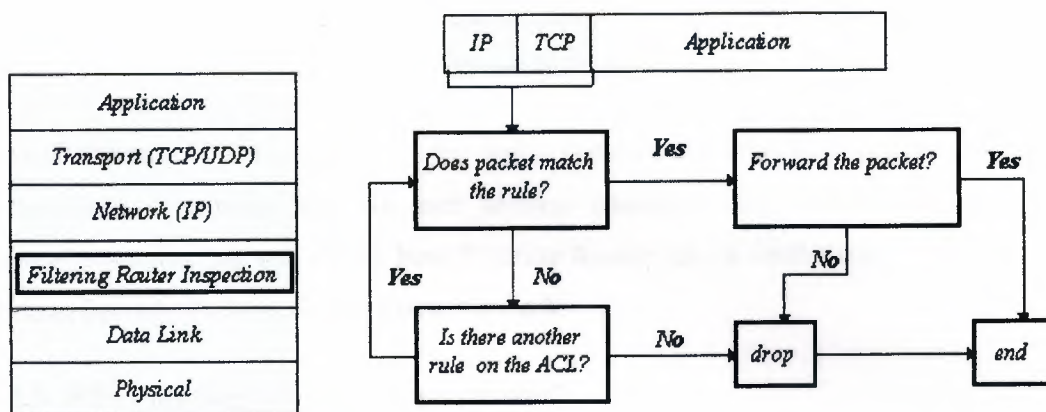 IP TCP Application
Application
Transport (TCP/UDP)
Network (IP)
Filtering Router Inspection
Data Link
Physical
Does packet match
the rule?
Yes
Forward the packet?
Yes
Yes
No
No
Is there another
rule on the ACL?
No
drop
end